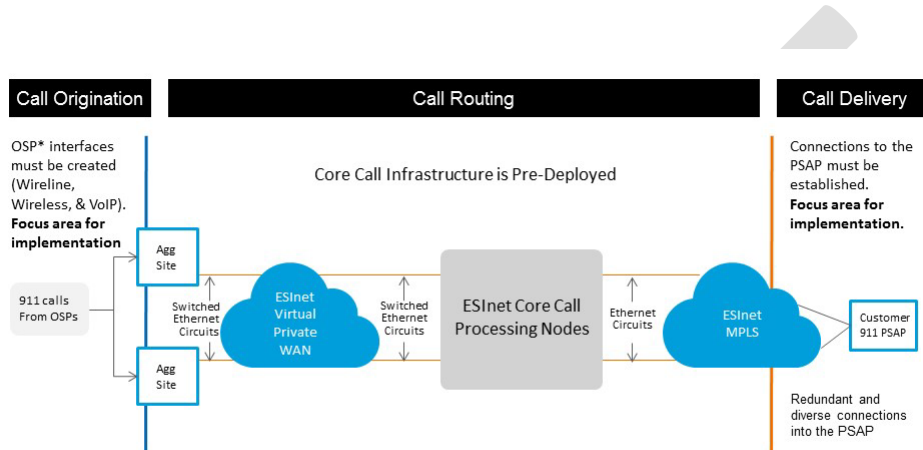 Call Origination
Call Routing
Call Delivery
OSP* interfaces
must be created
(Wireline,
Wireless, & VoIP).
Focus area for
implementation
Core Call Infrastructure is Pre-Deployed
Connections to the
PSAP must be
established.
Focus area for
implementation.
911 calls
From OSPs
Agg
Site
Agg
Site
Switched
Ethernet
Circuits
ESInet
Virtual
Private
WAN
Switched
Ethernet
Circuits
ESInet Core Call
Processing Nodes
Ethernet
Circuits
ESInet
MPLS
Customer
911 PSAP
Redundant and
diverse connections
into the PSAP